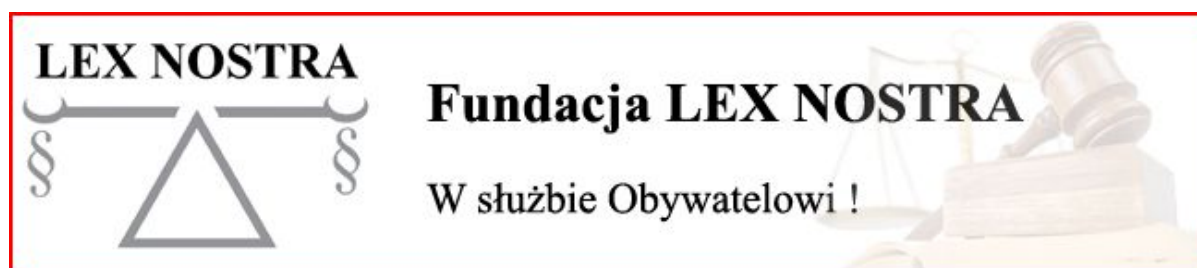 LEX NOSTRA
§ §
Fundacja LEX NOSTRA
W służbie Obywatelowi !